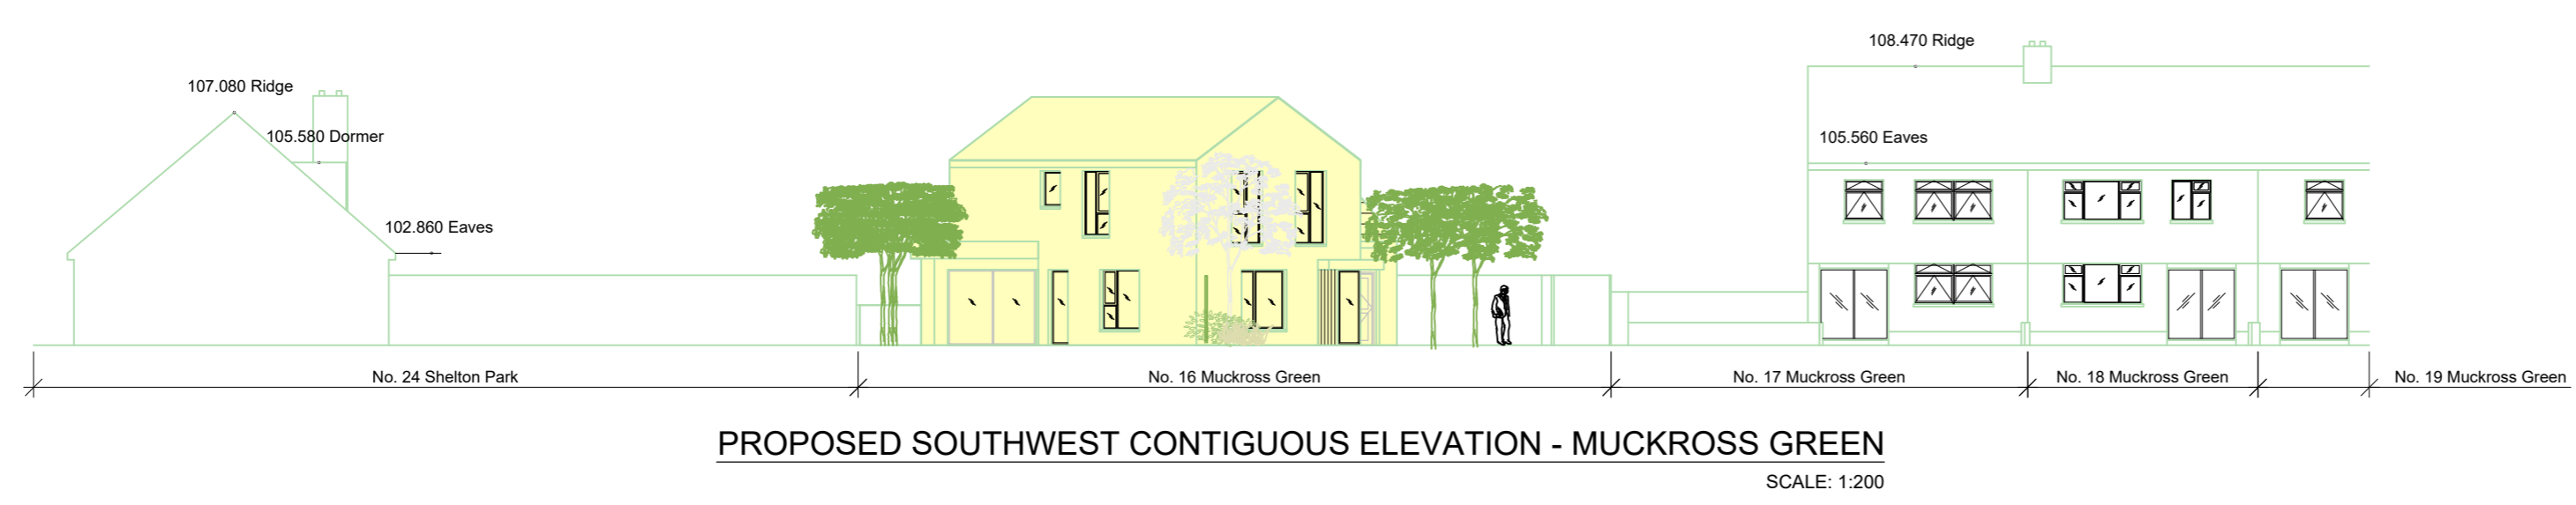 108.470 Ridge
107.080 Ridge
105.580 Dormer
105.560 Eaves
102.860 Eaves
No. 24 Shelton Park
No. 16 Muckross Green
No. 17 Muckross Green
No. 18 Muckross Green
No. 19 Muckross Green
PROPOSED SOUTHWEST CONTIGUOUS ELEVATION - MUCKROSS GREEN
SCALE: 1:200